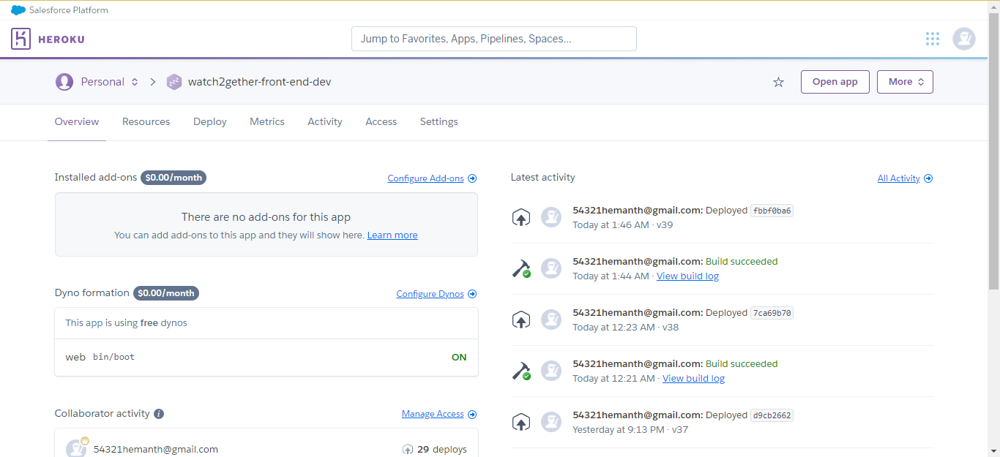 Salesforce Platform
HEROKU
Jump to Favorites, Apps, Pipelines, Spaces...
Personal
zzZ
watch2gether-front-end-dev
Open app
More
Overview
Resources
Deploy
Metrics
Activity
Access
Settings
Installed add-ons $0.00/month
Configure Add-ons
There are no add-ons for this app
You can add add-ons to this app and they will show here. Learn more
Dyno formation $0.00/month
Configure Dynos
This app is using free dynos
web bin/boot
ON
Collaborator activity i
Manage Access
54321hemanth@gmail.com
29 deploys
Latest activity
All Activity
54321hemanth@gmail.com: Deployed fbbf0ba6
Today at 1:46 AM · v39
54321hemanth@gmail.com: Build succeeded
Today at 1:44 AM · View build log
54321hemanth@gmail.com: Deployed 7ca69b70
Today at 12:23 AM · v38
54321hemanth@gmail.com: Build succeeded
Today at 12:21 AM · View build log
54321hemanth@gmail.com: Deployed d9cb2662
Yesterday at 9:13 PM · v37